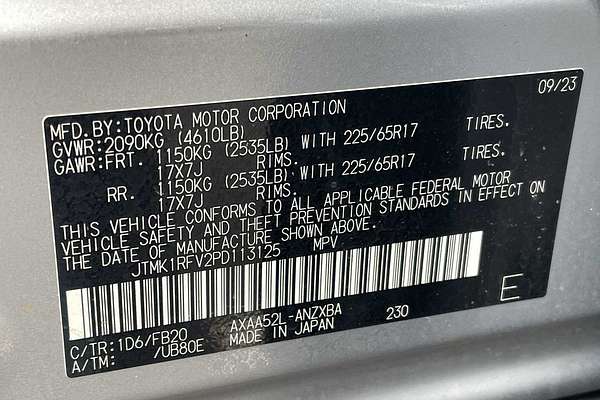 09/23
MFD.BY:TOYOTA MOTOR CORPORATION
GVWR:2090KG (4610LB)
GAWR:FRT. 1150KG (2535LB) WITH 225/65R17 TIRES.
17X7J RIMS.
RR. 1150KG (2535LB) WITH 225/65R17 TIRES.
17X7J RIMS.
THIS VEHICLE CONFORMS TO ALL APPLICABLE FEDERAL MOTOR
VEHICLE SAFETY AND THEFT PREVENTION STANDARDS IN EFFECT ON
THE DATE OF MANUFACTURE SHOWN ABOVE.
JTMK1RFV2PD113125 MPV
E
C/TR:1D6/FB20 AXAA52L-ANZXBA 230
A/TM: /UB80E MADE IN JAPAN